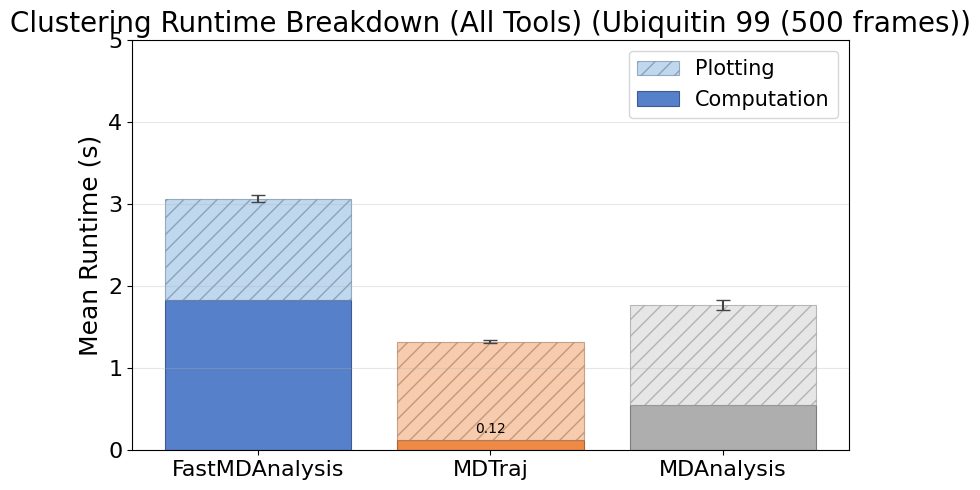 Clustering Runtime Breakdown (All Tools) (Ubiquitin 99 (500 frames))
Mean Runtime (s)
5
4
3
2
1
0
Plotting
Computation
0.12
FastMDAnalysis
MDTraj
MDAnalysis